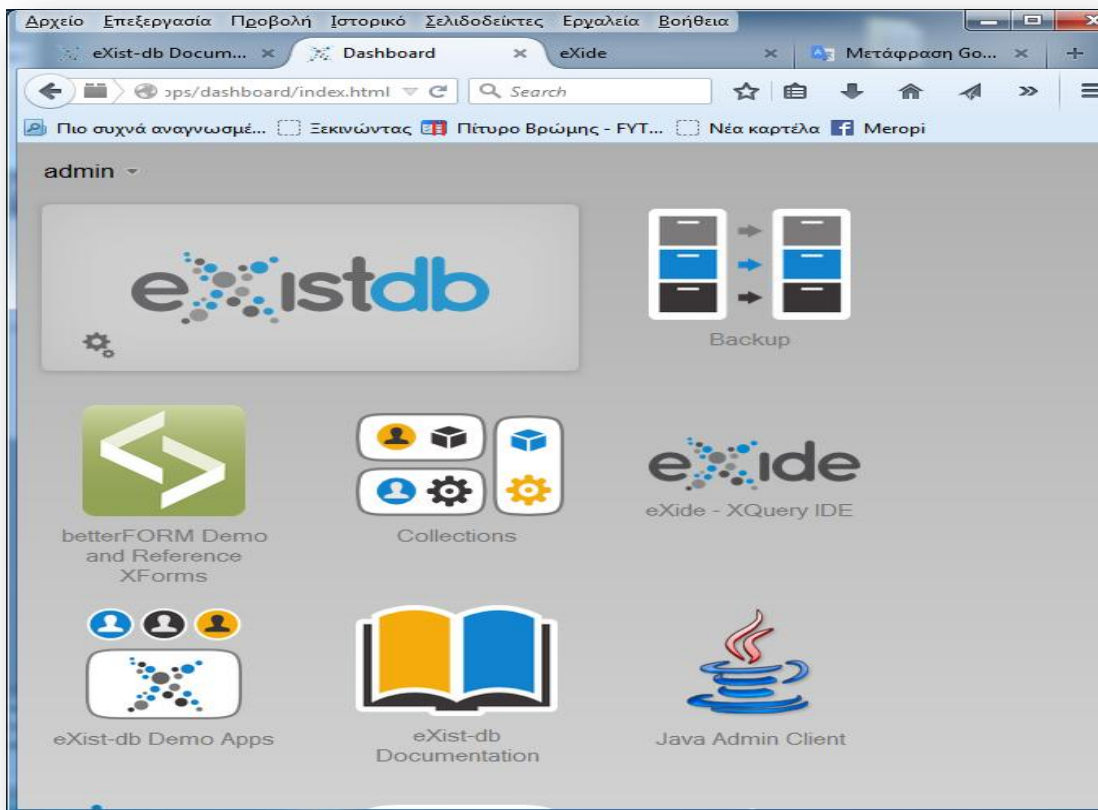 Αρχείο Επεξεργασία Προβολή Ιστορικό Σελιδοδείκτες Εργαλεία Βοήθεια
eXist-db Docum... Dashboard eXide Μετάφραση Go...
ps/dashboard/index.html Search
Πιο συχνά αναγνωσμέ... Ξεκινώντας Πίτυρο Βρώμης - FYT... Νέα καρτέλα Meropi
admin
eXistdb
Backup
betterFORM Demo
and Reference
XForms
Collections
eXide
eXide - XQuery IDE
eXist-db Demo Apps
eXist-db
Documentation
Java Admin Client